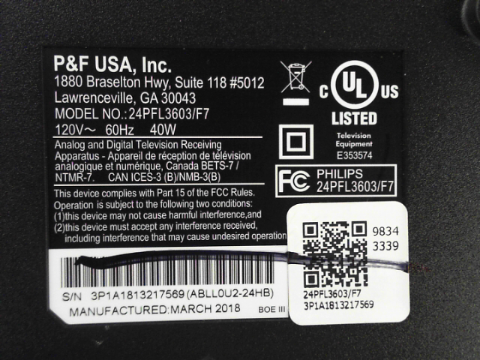 P&F USA, Inc.
1880 Braselton Hwy, Suite 118 #5012
Lawrenceville, GA 30043
MODEL NO.:24PFL3603/F7
120V~ 60Hz 40W
Analog and Digital Television Receiving
Apparatus - Appareil de réception de télévision
analogique et numérique, Canada BETS-7 /
NTMR-7. CAN ICES-3 (B)/NMB-3(B)
This device complies with Part 15 of the FCC Rules.
Operation is subject to the following two conditions:
(1)this device may not cause harmful interference,and
(2)this device must accept any interference
received, including interference that may cause
undesired operation.
C UL US
LISTED
Television
Equipment
E353574
FC PHILIPS
24PFL3603/F7
9834
3339
24PFL3603/F7
3P1A1813217569
S/N 3P1A1813217569 (ABLL0U2-24HB)
MANUFACTURED:MARCH 2018 BOE III